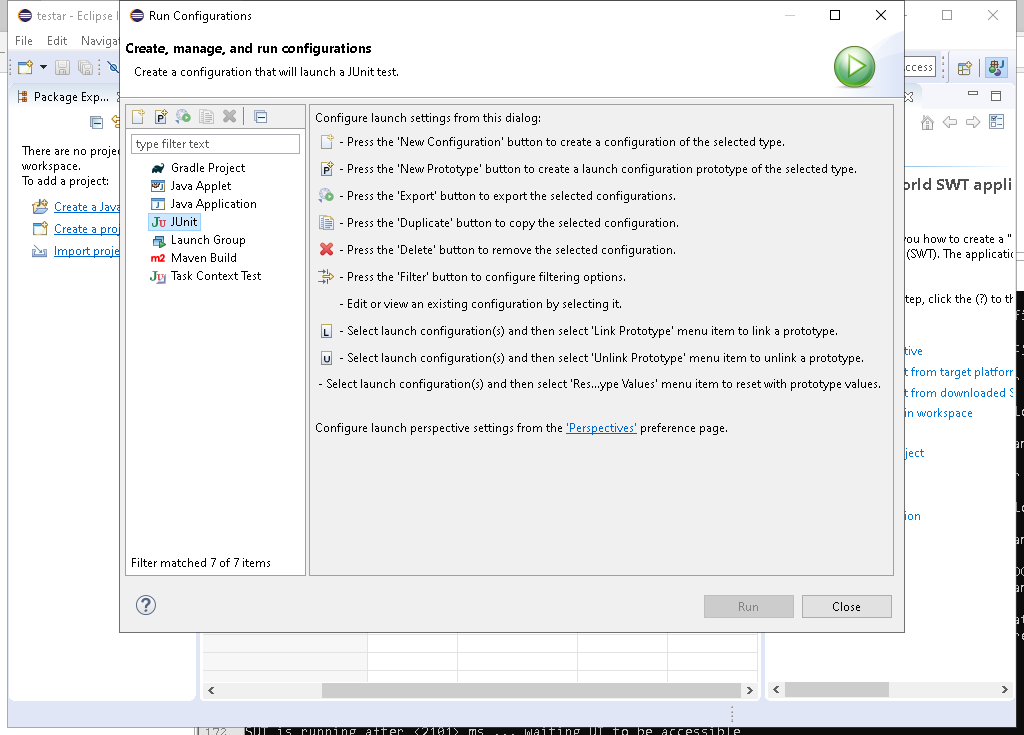 testar - Eclipse
File Edit Navigat
Package Exp...
There are no proje
workspace.
To add a project:
Create a Java
Create a proj
Import proje
Run Configurations
Create, manage, and run configurations
Create a configuration that will launch a JUnit test.
type filter text
Gradle Project
Java Applet
Java Application
JUnit
Launch Group
Maven Build
Task Context Test
Filter matched 7 of 7 items
Configure launch settings from this dialog:
- Press the 'New Configuration' button to create a configuration of the selected type.
- Press the 'New Prototype' button to create a launch configuration prototype of the selected type.
- Press the 'Export' button to export the selected configurations.
- Press the 'Duplicate' button to copy the selected configuration.
- Press the 'Delete' button to remove the selected configuration.
- Press the 'Filter' button to configure filtering options.
- Edit or view an existing configuration by selecting it.
- Select launch configuration(s) and then select 'Link Prototype' menu item to link a prototype.
- Select launch configuration(s) and then select 'Unlink Prototype' menu item to unlink a prototype.
- Select launch configuration(s) and then select 'Res...ype Values' menu item to reset with prototype values.
Configure launch perspective settings from the 'Perspectives' preference page.
Run
Close
ccess
orld SWT appli
you how to create a "
(SWT). The applicatio
tep, click the (?) to th
tive
t from target platforr
t from downloaded S
in workspace
ject
ion
172 SUT is running after <2101> ms ... waiting UI to be accessible